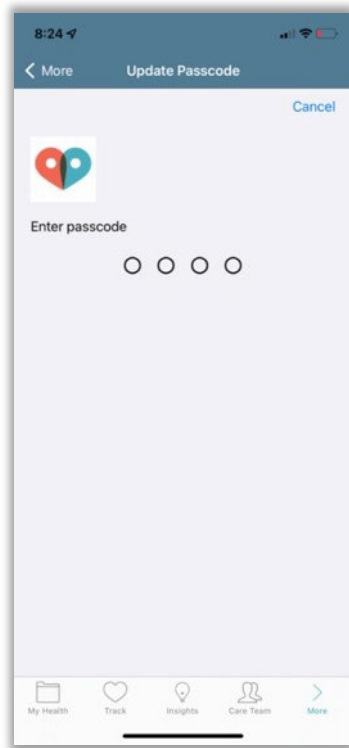 8:24
More
Update Passcode
Cancel
Enter passcode
My Health
Track
Insights
Care Team
More